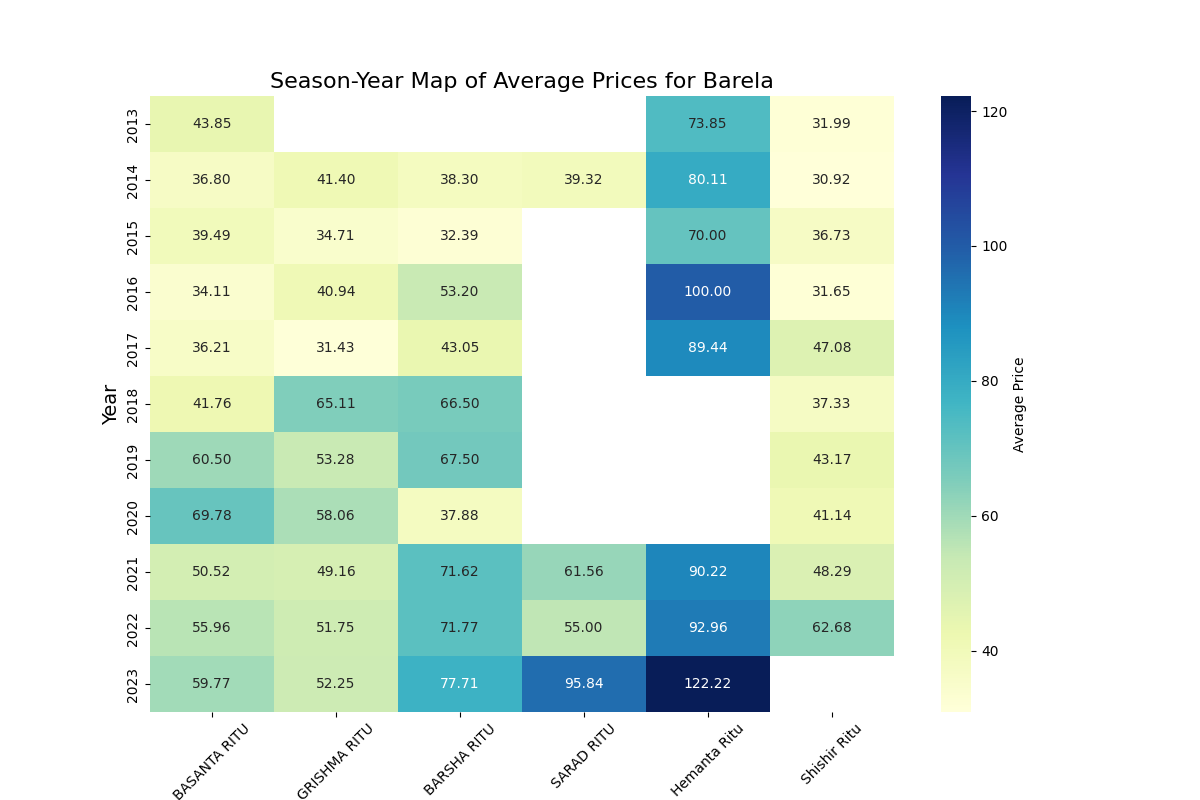 Season-Year Map of Average Prices for Barela
2013 43.85 73.85 31.99
2014 36.80 41.40 38.30 39.32 80.11 30.92
2015 39.49 34.71 32.39 70.00 36.73
2016 34.11 40.94 53.20 100.00 31.65
2017 36.21 31.43 43.05 89.44 47.08
2018 41.76 65.11 66.50 37.33
2019 60.50 53.28 67.50 43.17
2020 69.78 58.06 37.88 41.14
2021 50.52 49.16 71.62 61.56 90.22 48.29
2022 55.96 51.75 71.77 55.00 92.96 62.68
2023 59.77 52.25 77.71 95.84 122.22
Year
BASANTA RITU
GRISHMA RITU
BARSHA RITU
SARAD RITU
Hemanta Ritu
Shishir Ritu
120
100
80
60
40
Average Price